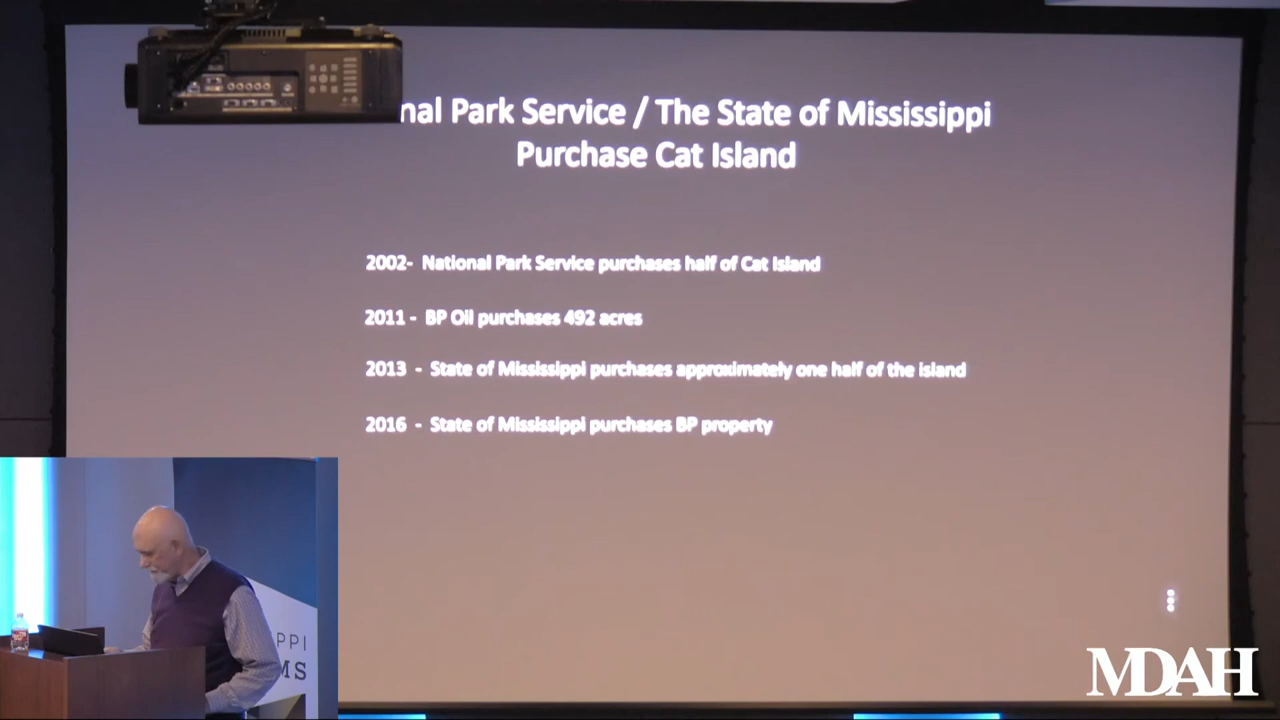 nal Park Service / The State of Mississippi
Purchase Cat Island
2002- National Park Service purchases half of Cat Island
2011 - BP Oil purchases 492 acres
2013 - State of Mississippi purchases approximately one half of the island
2016 - State of Mississippi purchases BP property
PPI
MS
MDAH